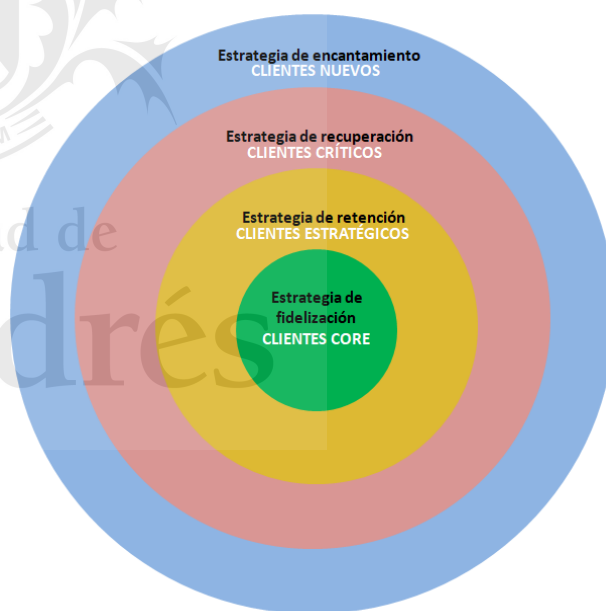 Estrategia de encantamiento
CLIENTES NUEVOS
Estrategia de recuperación
CLIENTES CRÍTICOS
Estrategia de retención
CLIENTES ESTRATÉGICOS
Estrategia de
fidelización
CLIENTES CORE
de